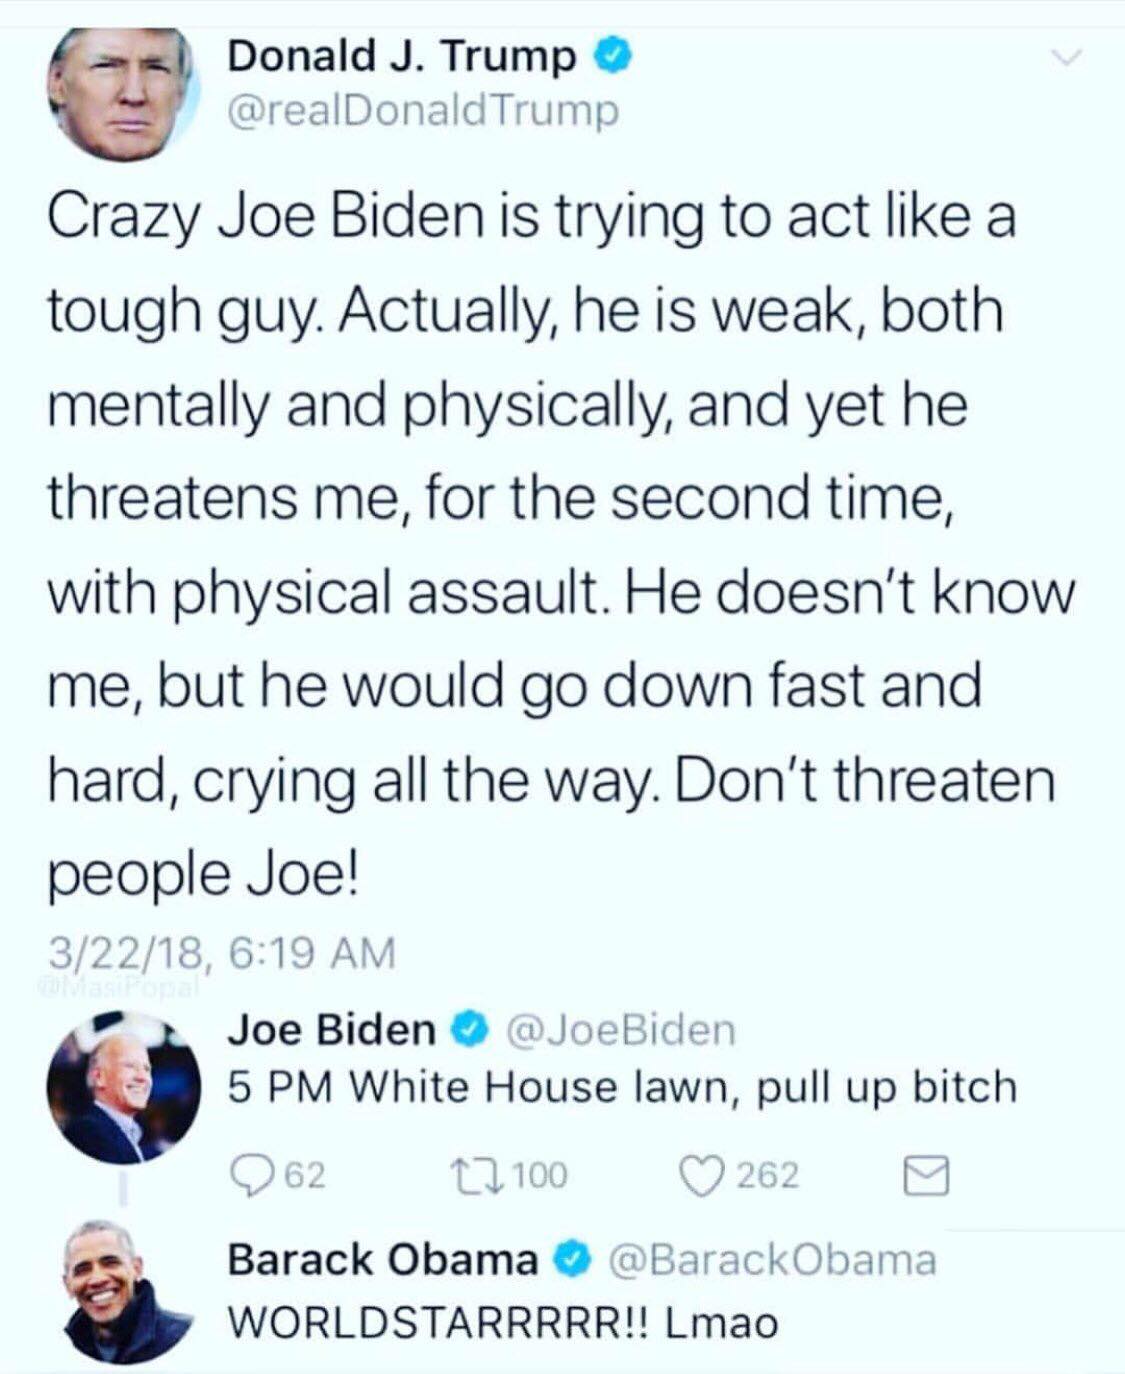 Donald J. Trump
@realDonaldTrump
Crazy Joe Biden is trying to act like a
tough guy. Actually, he is weak, both
mentally and physically, and yet he
threatens me, for the second time,
with physical assault. He doesn't know
me, but he would go down fast and
hard, crying all the way. Don't threaten
people Joe!
3/22/18, 6:19 AM
@MasiPopal
Joe Biden @JoeBiden
5 PM White House lawn, pull up bitch
62 100 262
Barack Obama @BarackObama
WORLDSTARRRRR!! Lmao